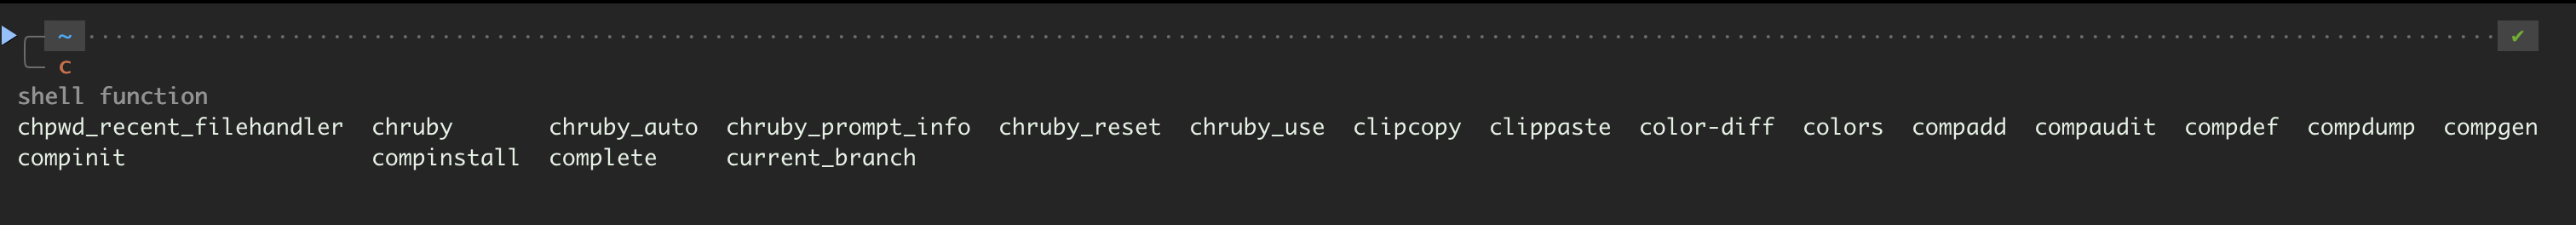 ~ ✔
c
shell function
chpwd_recent_filehandler chruby chruby_auto chruby_prompt_info chruby_reset chruby_use clipcopy clippaste color-diff colors compadd compaudit compdef compdump compgen
compinit compinstall complete current_branch